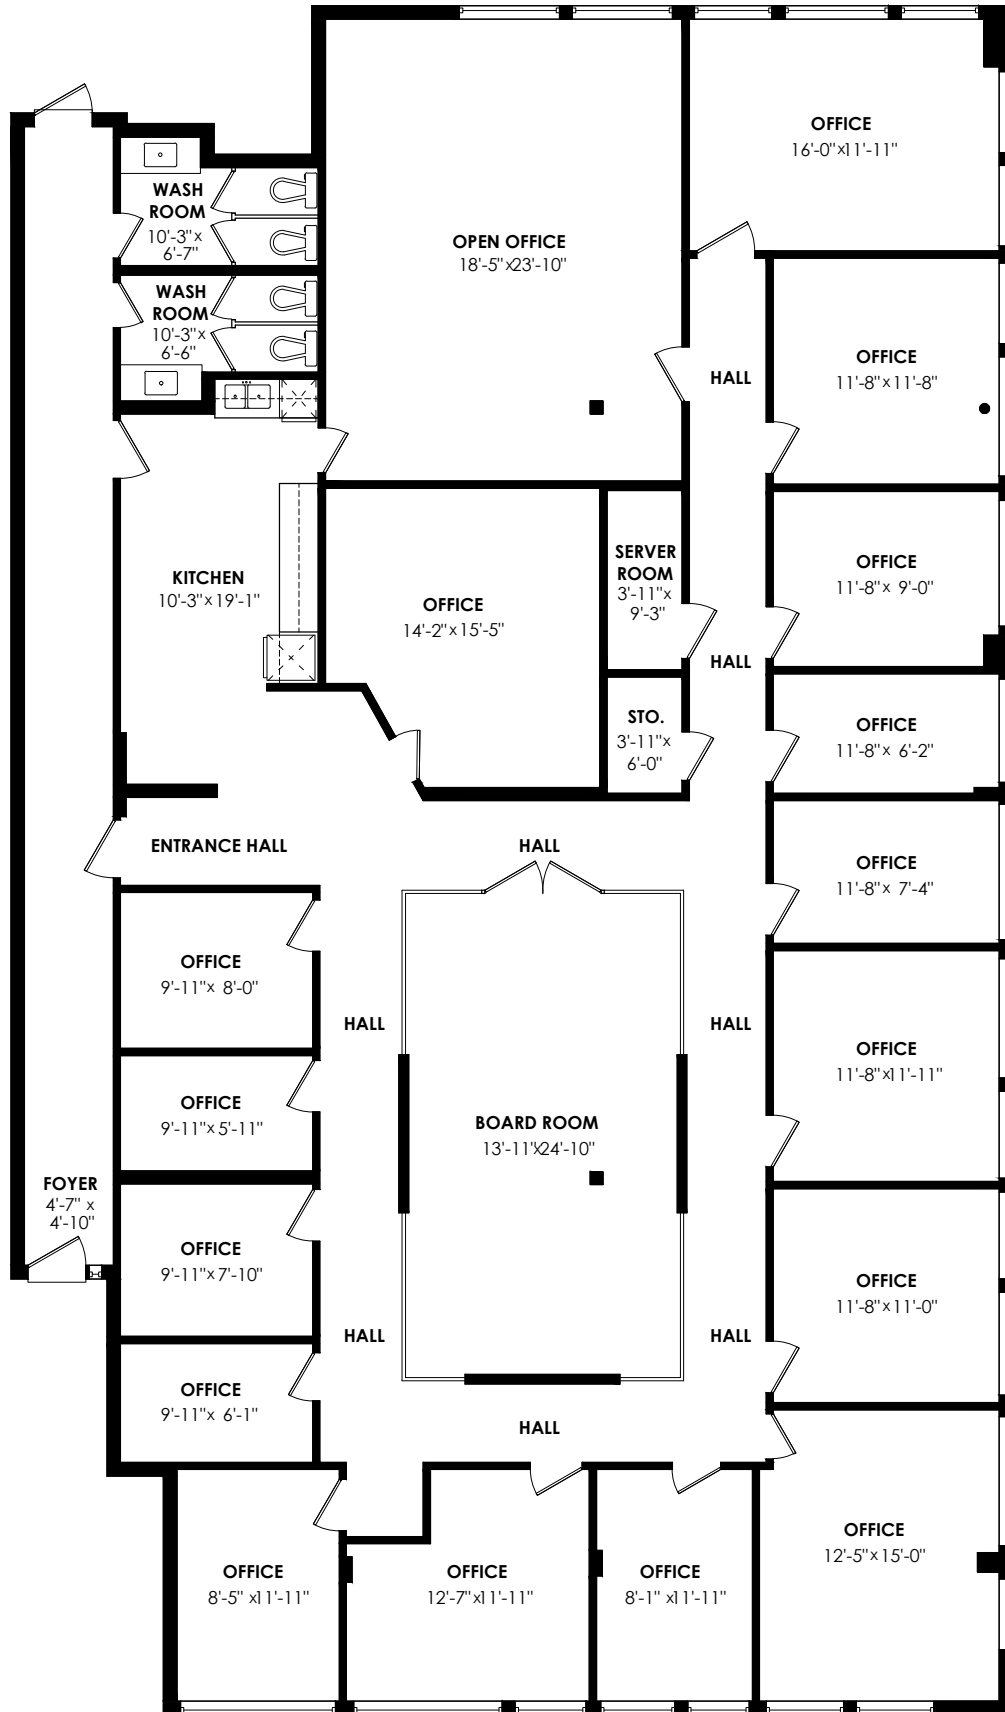 OFFICE
16'-0"x11'-11"
WASH
ROOM
10'-3"x
6'-7"
OPEN OFFICE
18'-5"x23'-10"
WASH
ROOM
10'-3"x
6'-6"
HALL
OFFICE
11'-8"x11'-8"
KITCHEN
10'-3"x19'-1"
OFFICE
14'-2"x15'-5"
SERVER
ROOM
3'-11"x
9'-3"
OFFICE
11'-8"x 9'-0"
HALL
STO.
3'-11"x
6'-0"
OFFICE
11'-8"x 6'-2"
ENTRANCE HALL
HALL
OFFICE
11'-8"x 7'-4"
OFFICE
9'-11"x 8'-0"
HALL
HALL
OFFICE
11'-8"x11'-11"
OFFICE
9'-11"x 5'-11"
BOARD ROOM
13'-11"x24'-10"
FOYER
4'-7" x
4'-10"
OFFICE
9'-11"x 7'-10"
OFFICE
11'-8"x11'-0"
HALL
HALL
OFFICE
9'-11"x 6'-1"
HALL
OFFICE
12'-5"x15'-0"
OFFICE
8'-5" x11'-11"
OFFICE
12'-7"x11'-11"
OFFICE
8'-1" x11'-11"